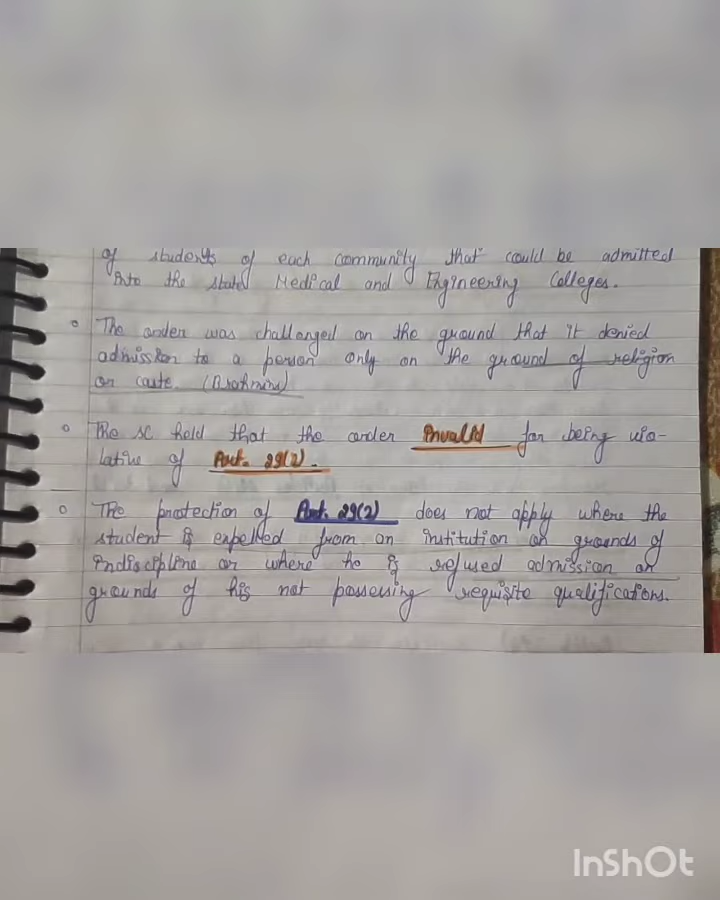 of students of each community that could be admitted
into the state Medical and Engineering Colleges.
The order was challenged on the ground that it denied
admission to a person only on the ground of religion
or caste. (Brahmins)
The SC held that the order Invalid for being vio-
lative of Art. 29(2).
The protection of Art. 29(2) does not apply where the
student is expelled from an institution on grounds of
indiscipline or where he is refused admission on
grounds of his not possessing requisite qualifications.
InShOt